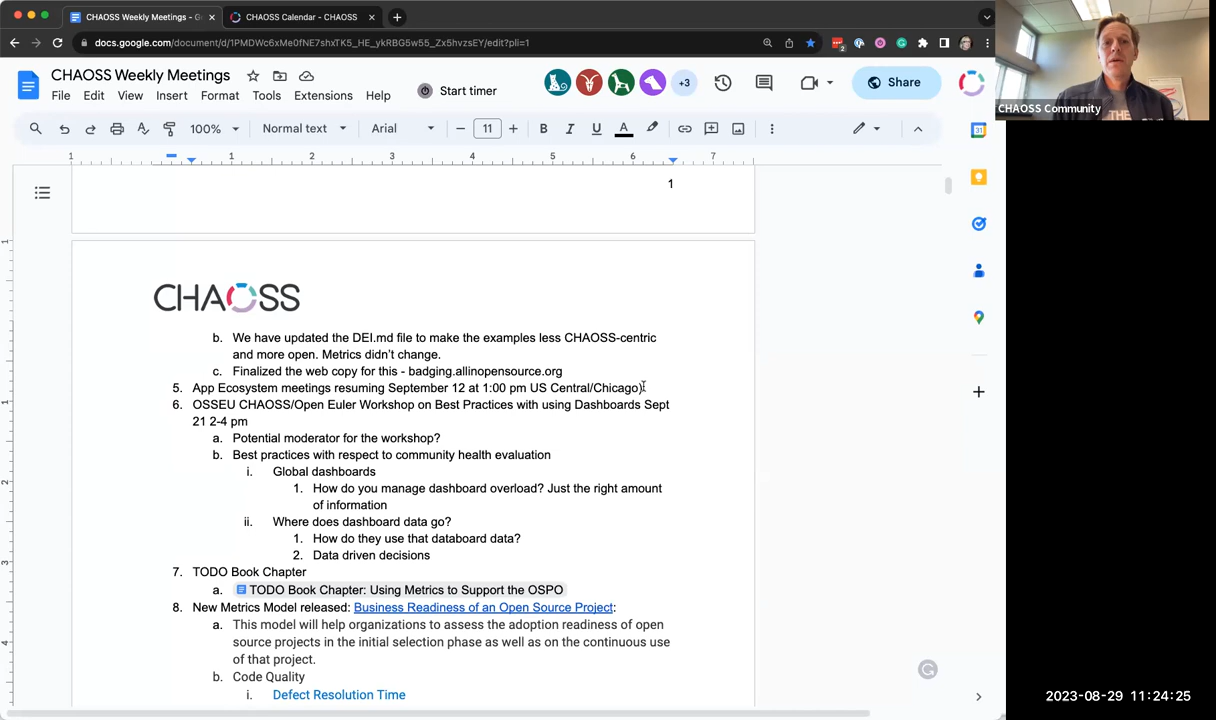 CHAOSS Weekly Meetings - G
CHAOSS Calendar - CHAOSS
docs.google.com/document/d/1PMDWc6xMe0fNE7shxTK5_HE_ykRBG5w55_Zx5hvzsEY/edit?pli=1
2
CHAOSS Weekly Meetings
File Edit View Insert Format Tools Extensions Help
Start timer
+3
Share
CHAOSS Community
100% Normal text Arial 11 B I U A
31
1 1 2 3 4 5 6 7
1
CHAOSS
b. We have updated the DEI.md file to make the examples less CHAOSS-centric
and more open. Metrics didn't change.
c. Finalized the web copy for this - badging.allinopensource.org
5. App Ecosystem meetings resuming September 12 at 1:00 pm US Central/Chicago)
6. OSSEU CHAOSS/Open Euler Workshop on Best Practices with using Dashboards Sept
21 2-4 pm
a. Potential moderator for the workshop?
b. Best practices with respect to community health evaluation
i. Global dashboards
1. How do you manage dashboard overload? Just the right amount
of information
ii. Where does dashboard data go?
1. How do they use that databoard data?
2. Data driven decisions
7. TODO Book Chapter
a. TODO Book Chapter: Using Metrics to Support the OSPO
8. New Metrics Model released: Business Readiness of an Open Source Project:
a. This model will help organizations to assess the adoption readiness of open
source projects in the initial selection phase as well as on the continuous use
of that project.
b. Code Quality
i. Defect Resolution Time
2023-08-29 11:24:25